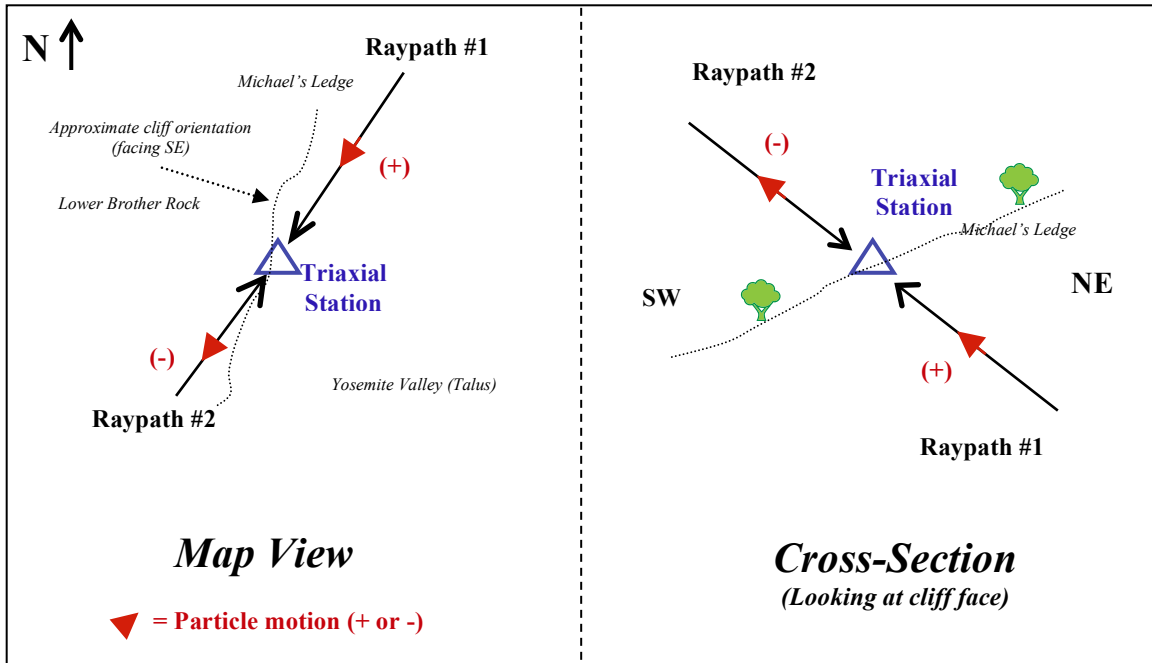 N
Raypath #1
Michael's Ledge
Approximate cliff orientation
(facing SE)
(+)
Lower Brother Rock
Triaxial
Station
(-)
Yosemite Valley (Talus)
Raypath #2
Map View
= Particle motion (+ or -)
Raypath #2
(-)
Triaxial
Station
Michael's Ledge
SW
NE
(+)
Raypath #1
Cross-Section
(Looking at cliff face)